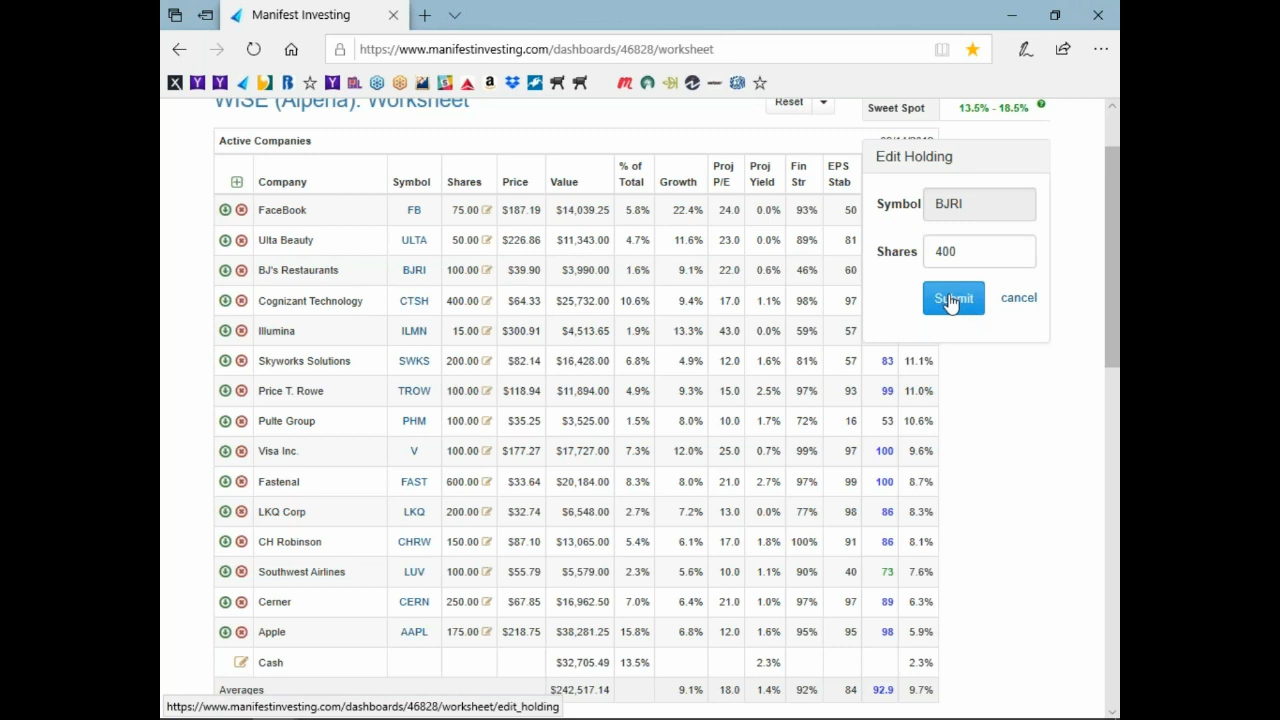 Manifest Investing
https://www.manifestinvesting.com/dashboards/46828/worksheet
WISE (Alpena): Worksheet
Reset
Sweet Spot 13.5% - 18.5%
Active Companies
Edit Holding
Symbol BJRI
Shares 400
Submit cancel
Company Symbol Shares Price Value % of Total Growth Proj P/E Proj Yield Fin Str EPS Stab
FaceBook FB 75.00 $187.19 $14,039.25 5.8% 22.4% 24.0 0.0% 93% 50
Ulta Beauty ULTA 50.00 $226.86 $11,343.00 4.7% 11.6% 23.0 0.0% 89% 81
BJ's Restaurants BJRI 100.00 $39.90 $3,990.00 1.6% 9.1% 22.0 0.6% 46% 60
Cognizant Technology CTSH 400.00 $64.33 $25,732.00 10.6% 9.4% 17.0 1.1% 98% 97
Illumina ILMN 15.00 $300.91 $4,513.65 1.9% 13.3% 43.0 0.0% 59% 57
Skyworks Solutions SWKS 200.00 $82.14 $16,428.00 6.8% 4.9% 12.0 1.6% 81% 57 83 11.1%
Price T. Rowe TROW 100.00 $118.94 $11,894.00 4.9% 9.3% 15.0 2.5% 97% 93 99 11.0%
Pulte Group PHM 100.00 $35.25 $3,525.00 1.5% 8.0% 10.0 1.7% 72% 16 53 10.6%
Visa Inc. V 100.00 $177.27 $17,727.00 7.3% 12.0% 25.0 0.7% 99% 97 100 9.6%
Fastenal FAST 600.00 $33.64 $20,184.00 8.3% 8.0% 21.0 2.7% 97% 99 100 8.7%
LKQ Corp LKQ 200.00 $32.74 $6,548.00 2.7% 7.2% 13.0 0.0% 77% 98 86 8.3%
CH Robinson CHRW 150.00 $87.10 $13,065.00 5.4% 6.1% 17.0 1.8% 100% 91 86 8.1%
Southwest Airlines LUV 100.00 $55.79 $5,579.00 2.3% 5.6% 10.0 1.1% 90% 40 73 7.6%
Cerner CERN 250.00 $67.85 $16,962.50 7.0% 6.4% 21.0 1.0% 97% 97 89 6.3%
Apple AAPL 175.00 $218.75 $38,281.25 15.8% 6.8% 12.0 1.6% 95% 95 98 5.9%
Cash $32,705.49 13.5% 2.3% 2.3%
Averages $242,517.14 9.1% 18.0 1.4% 92% 84 92.9 9.7%
https://www.manifestinvesting.com/dashboards/46828/worksheet/edit_holding